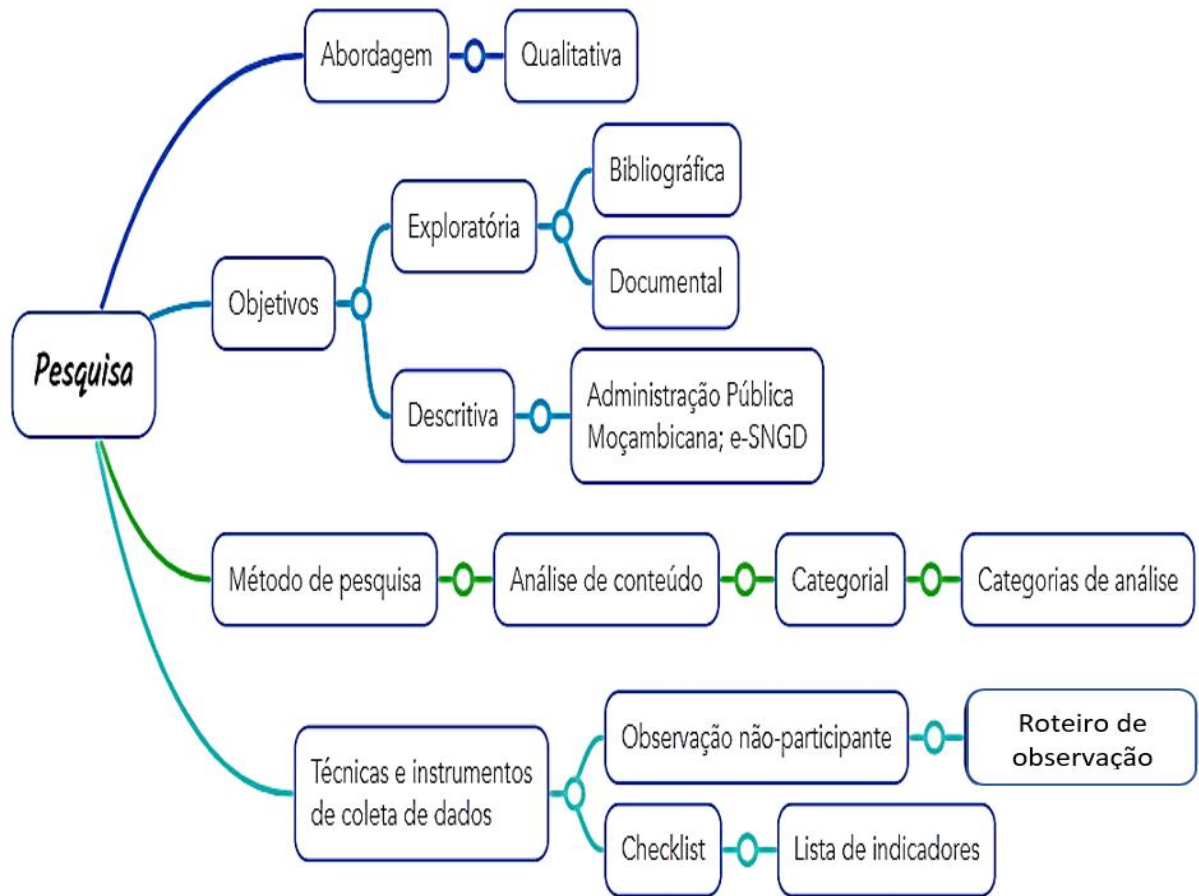 Abordagem
Qualitativa
Bibliográfica
Exploratória
Documental
Objetivos
Pesquisa
Descritiva
Administração Pública
Moçambicana; e-SNGD
Método de pesquisa
Análise de conteúdo
Categorial
Categorias de análise
Técnicas e instrumentos
de coleta de dados
Observação não-participante
Roteiro de
observação
Checklist
Lista de indicadores